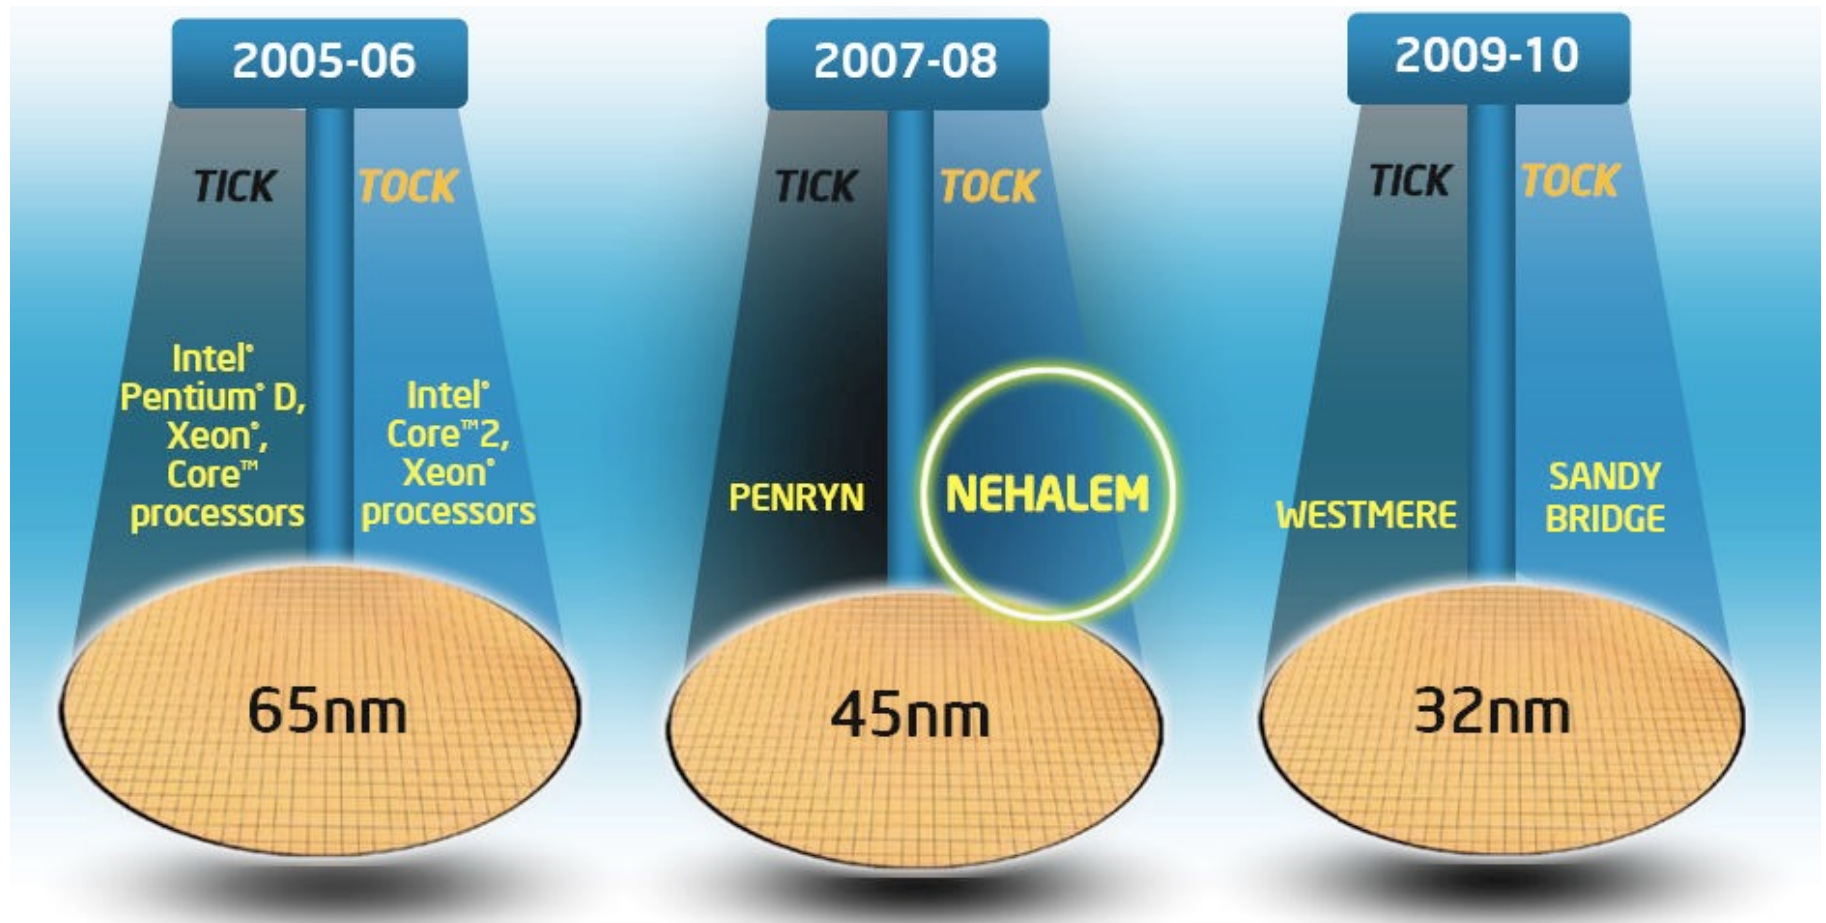 2005-06
TICK
TOCK
Intel®
Pentium® D,
Xeon®,
Core™
processors
Intel®
Core™2,
Xeon®
processors
65nm
2007-08
TICK
TOCK
PENRYN
NEHALEM
45nm
2009-10
TICK
TOCK
WESTMERE
SANDY
BRIDGE
32nm